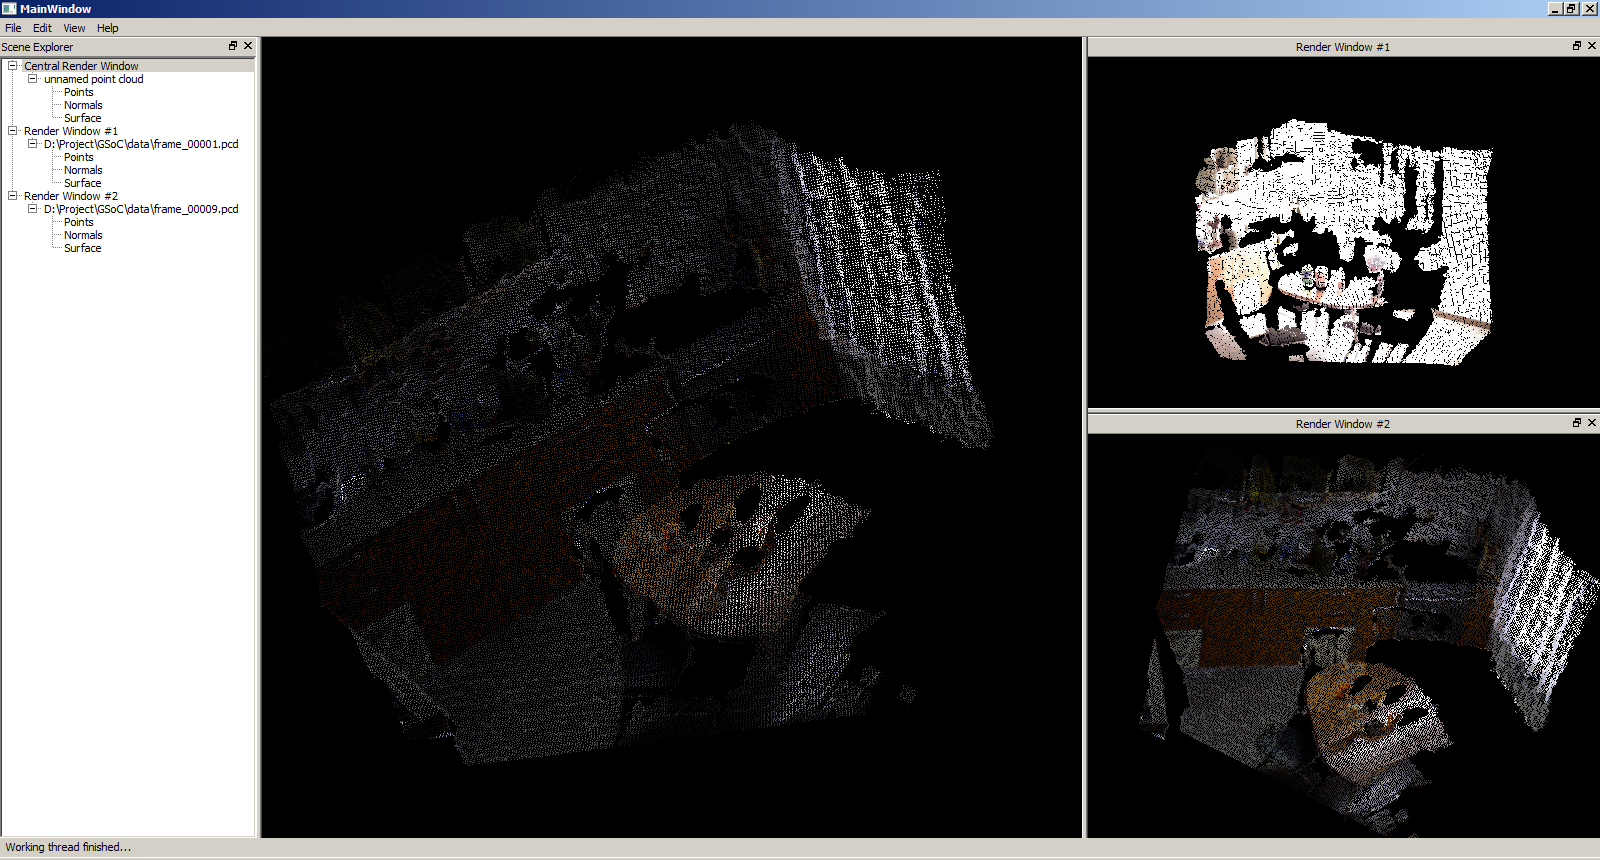 MainWindow
File Edit View Help
Scene Explorer
Central Render Window
unnamed point cloud
Points
Normals
Surface
Render Window #1
D:\Project\GSoC\data\frame_00001.pcd
Points
Normals
Surface
Render Window #2
D:\Project\GSoC\data\frame_00009.pcd
Points
Normals
Surface
Render Window #1
Render Window #2
Working thread finished...